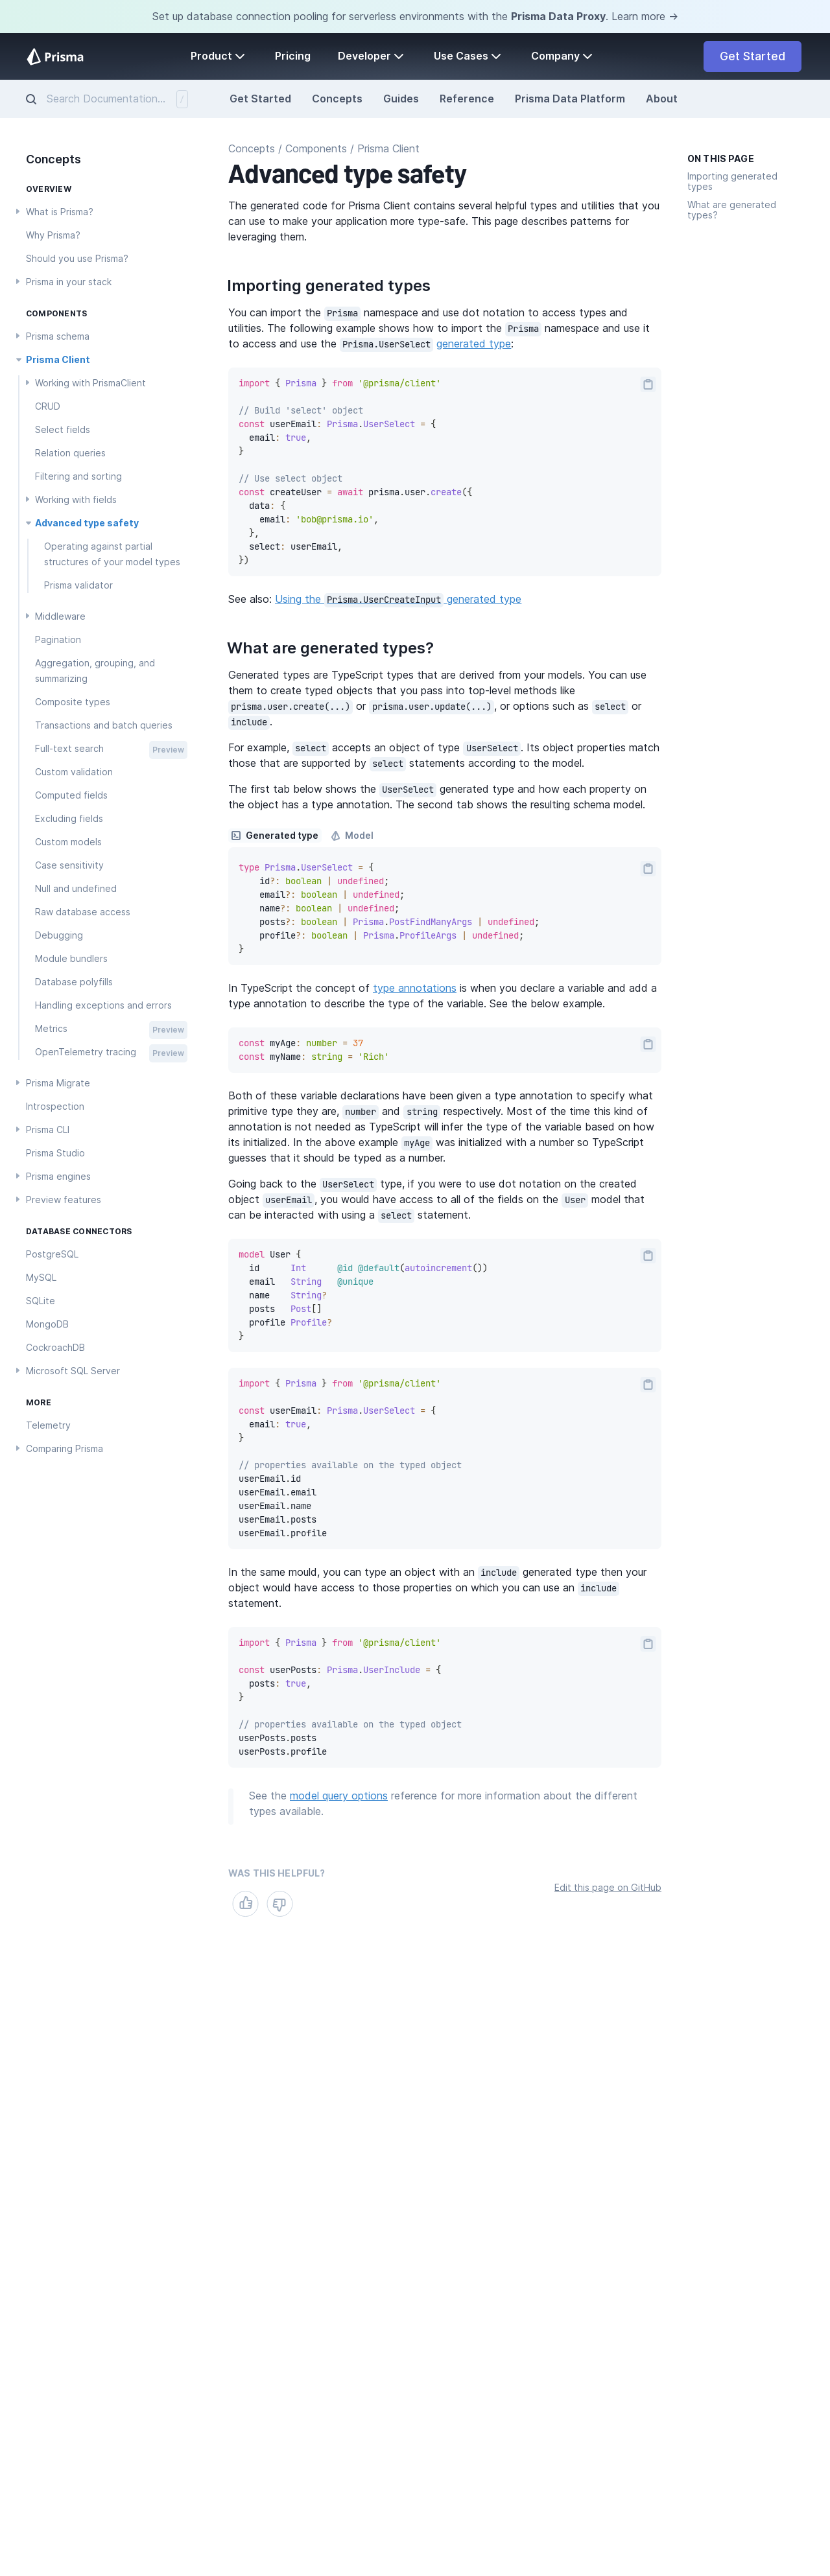 Set up database connection pooling for serverless environments with the Prisma Data Proxy. Learn more →
Prisma
Product
Pricing
Developer
Use Cases
Company
Get Started
Search Documentation...
/
Get Started
Concepts
Guides
Reference
Prisma Data Platform
About
Concepts
OVERVIEW
What is Prisma?
Why Prisma?
Should you use Prisma?
Prisma in your stack
COMPONENTS
Prisma schema
Prisma Client
Working with PrismaClient
CRUD
Select fields
Relation queries
Filtering and sorting
Working with fields
Advanced type safety
Operating against partial
structures of your model types
Prisma validator
Middleware
Pagination
Aggregation, grouping, and
summarizing
Composite types
Transactions and batch queries
Full-text search Preview
Custom validation
Computed fields
Excluding fields
Custom models
Case sensitivity
Null and undefined
Raw database access
Debugging
Module bundlers
Database polyfills
Handling exceptions and errors
Metrics Preview
OpenTelemetry tracing Preview
Prisma Migrate
Introspection
Prisma CLI
Prisma Studio
Prisma engines
Preview features
DATABASE CONNECTORS
PostgreSQL
MySQL
SQLite
MongoDB
CockroachDB
Microsoft SQL Server
MORE
Telemetry
Comparing Prisma
Concepts / Components / Prisma Client
Advanced type safety
The generated code for Prisma Client contains several helpful types and utilities that you
can use to make your application more type-safe. This page describes patterns for
leveraging them.
Importing generated types
You can import the Prisma namespace and use dot notation to access types and
utilities. The following example shows how to import the Prisma namespace and use it
to access and use the Prisma.UserSelect generated type:
import { Prisma } from '@prisma/client'
// Build 'select' object
const userEmail: Prisma.UserSelect = {
  email: true,
}
// Use select object
const createUser = await prisma.user.create({
  data: {
    email: 'bob@prisma.io',
  },
  select: userEmail,
})
See also: Using the Prisma.UserCreateInput generated type
What are generated types?
Generated types are TypeScript types that are derived from your models. You can use
them to create typed objects that you pass into top-level methods like
prisma.user.create(...) or prisma.user.update(...), or options such as select or
include.
For example, select accepts an object of type UserSelect. Its object properties match
those that are supported by select statements according to the model.
The first tab below shows the UserSelect generated type and how each property on
the object has a type annotation. The second tab shows the resulting schema model.
Generated type
Model
type Prisma.UserSelect = {
    id?: boolean | undefined;
    email?: boolean | undefined;
    name?: boolean | undefined;
    posts?: boolean | Prisma.PostFindManyArgs | undefined;
    profile?: boolean | Prisma.ProfileArgs | undefined;
}
In TypeScript the concept of type annotations is when you declare a variable and add a
type annotation to describe the type of the variable. See the below example.
const myAge: number = 37
const myName: string = 'Rich'
Both of these variable declarations have been given a type annotation to specify what
primitive type they are, number and string respectively. Most of the time this kind of
annotation is not needed as TypeScript will infer the type of the variable based on how
its initialized. In the above example myAge was initialized with a number so TypeScript
guesses that it should be typed as a number.
Going back to the UserSelect type, if you were to use dot notation on the created
object userEmail, you would have access to all of the fields on the User model that
can be interacted with using a select statement.
model User {
  id      Int      @id @default(autoincrement())
  email   String   @unique
  name    String?
  posts   Post[]
  profile Profile?
}
import { Prisma } from '@prisma/client'
const userEmail: Prisma.UserSelect = {
  email: true,
}
// properties available on the typed object
userEmail.id
userEmail.email
userEmail.name
userEmail.posts
userEmail.profile
In the same mould, you can type an object with an include generated type then your
object would have access to those properties on which you can use an include
statement.
import { Prisma } from '@prisma/client'
const userPosts: Prisma.UserInclude = {
  posts: true,
}
// properties available on the typed object
userPosts.posts
userPosts.profile
See the model query options reference for more information about the different
types available.
WAS THIS HELPFUL?
Edit this page on GitHub
ON THIS PAGE
Importing generated
types
What are generated
types?